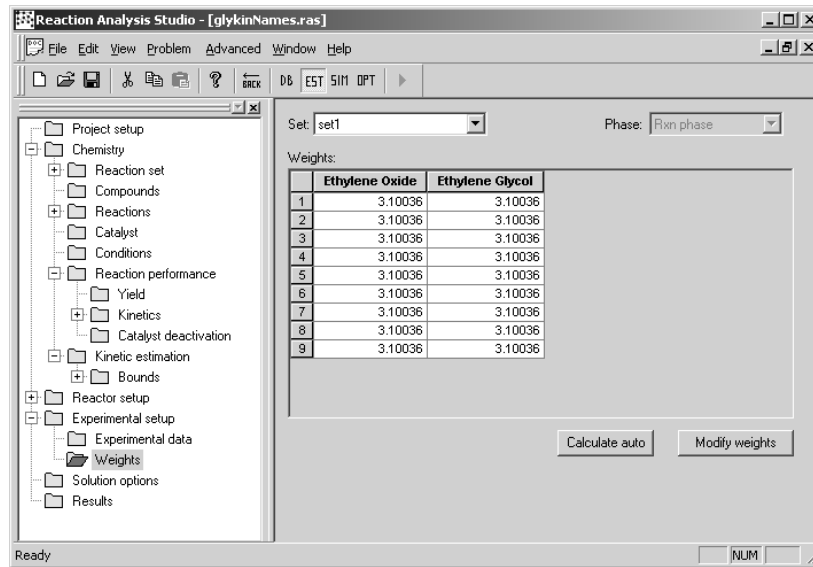 Reaction Analysis Studio - [glykinNames.ras]
File Edit View Problem Advanced Window Help
BACK DB EST SIM OPT
Project setup
Chemistry
Reaction set
Compounds
Reactions
Catalyst
Conditions
Reaction performance
Yield
Kinetics
Catalyst deactivation
Kinetic estimation
Bounds
Reactor setup
Experimental setup
Experimental data
Weights
Solution options
Results
Set: set1 Phase: Rxn phase
Weights:
Ethylene Oxide Ethylene Glycol
1 3.10036 3.10036
2 3.10036 3.10036
3 3.10036 3.10036
4 3.10036 3.10036
5 3.10036 3.10036
6 3.10036 3.10036
7 3.10036 3.10036
8 3.10036 3.10036
9 3.10036 3.10036
Calculate auto Modify weights
Ready NUM